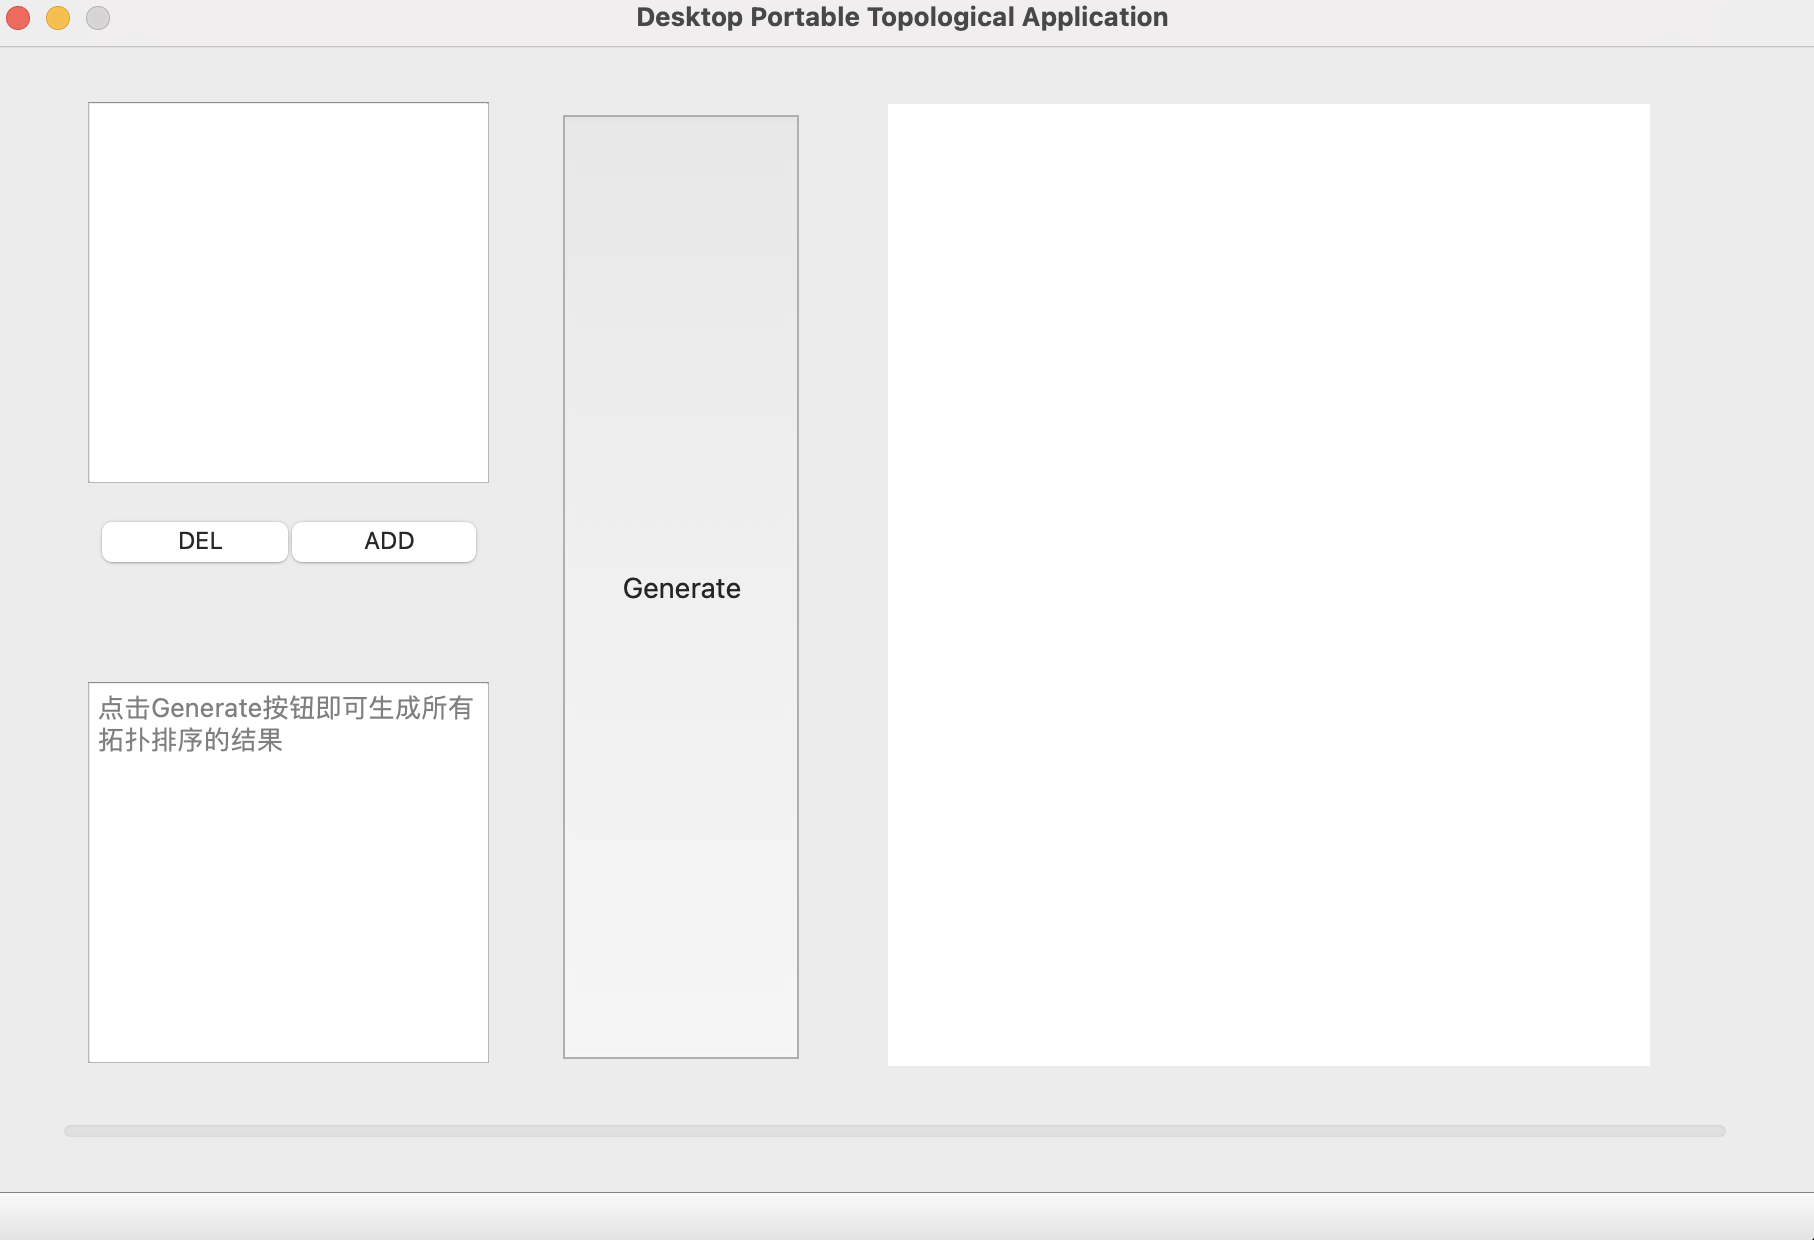 Desktop Portable Topological Application
DEL
ADD
Generate
点击Generate按钮即可生成所有
拓扑排序的结果